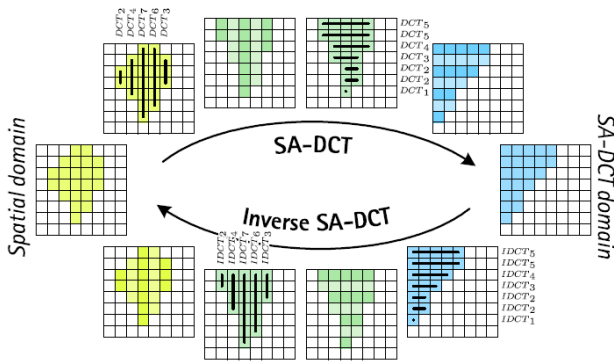 DCT₂
DCT₄
DCT₇
DCT₆
DCT₃
DCT₅
DCT₅
DCT₄
DCT₃
DCT₂
DCT₂
DCT₁
SA-DCT
Spatial domain
SA-DCT domain
Inverse SA-DCT
IDCT₂
IDCT₄
IDCT₇
IDCT₆
IDCT₃
IDCT₅
IDCT₅
IDCT₄
IDCT₃
IDCT₂
IDCT₂
IDCT₁